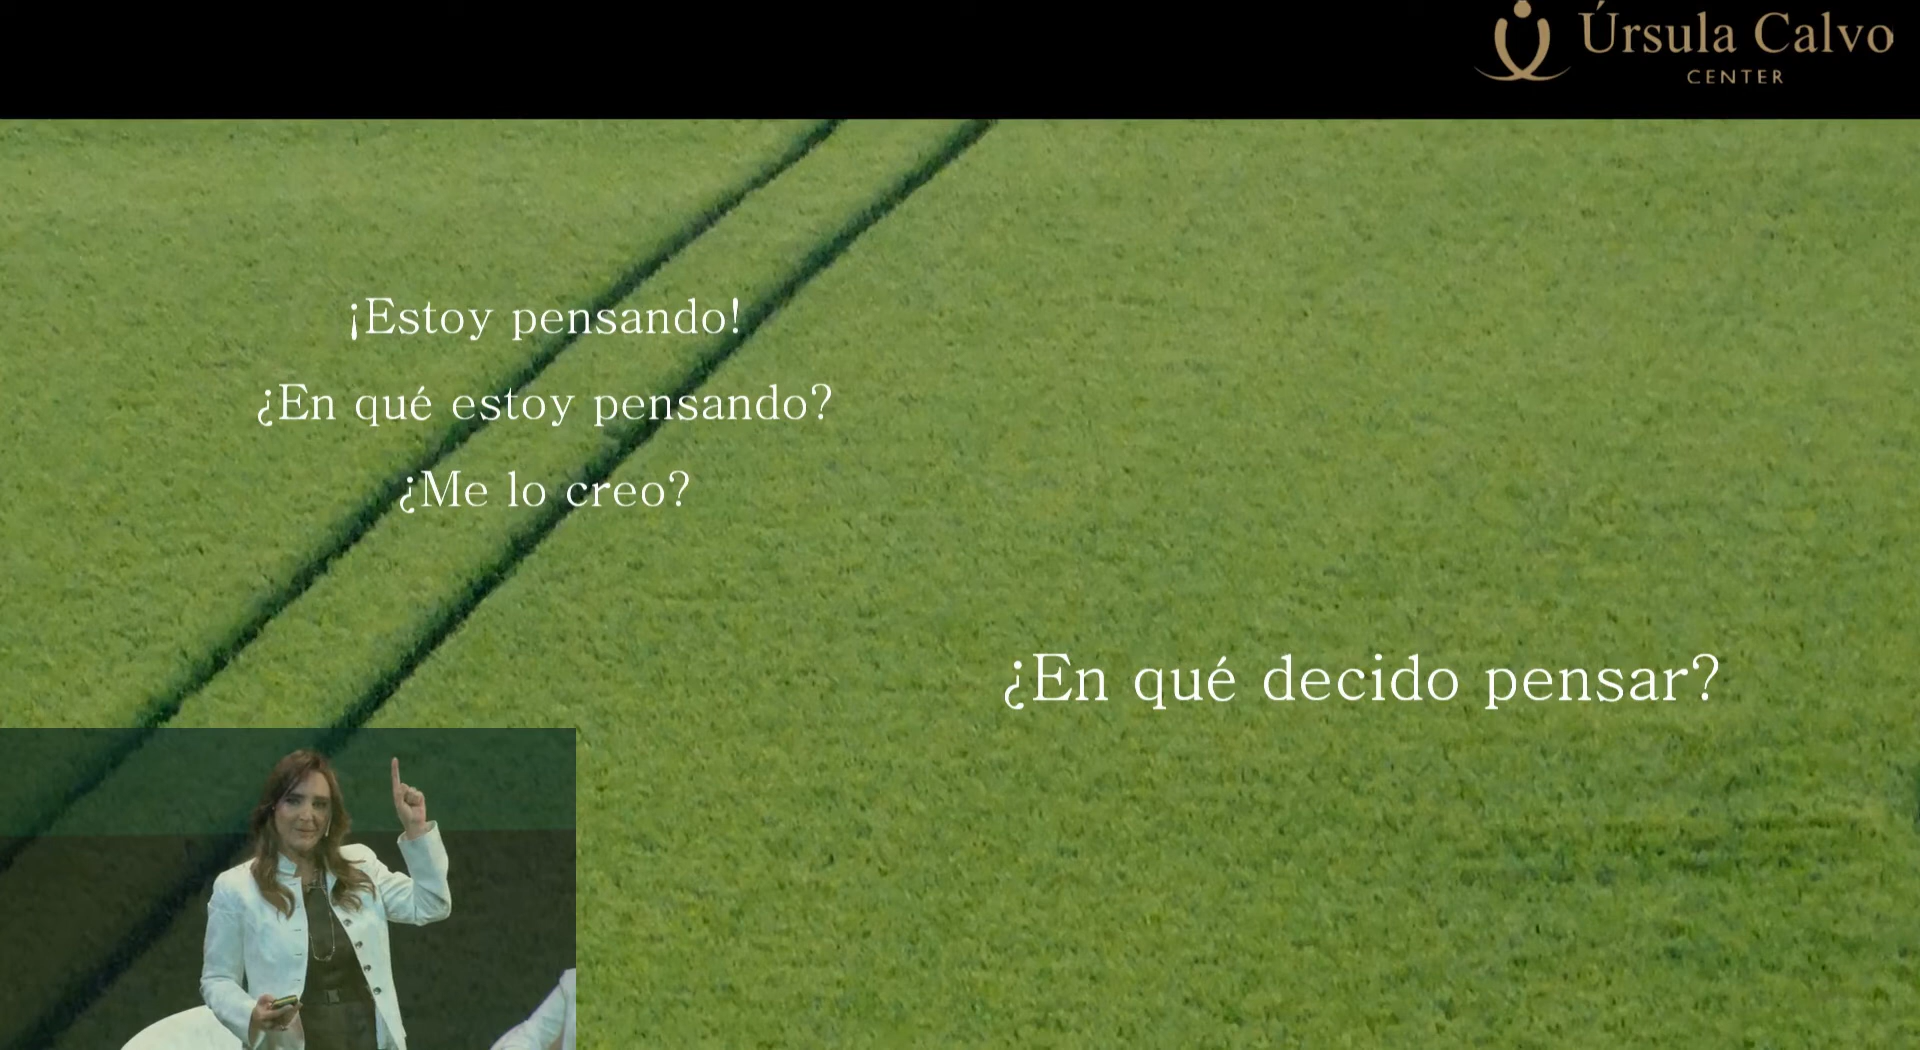 Úrsula Calvo
CENTER
¡Estoy pensando!
¿En qué estoy pensando?
¿Me lo creo?
¿En qué decido pensar?